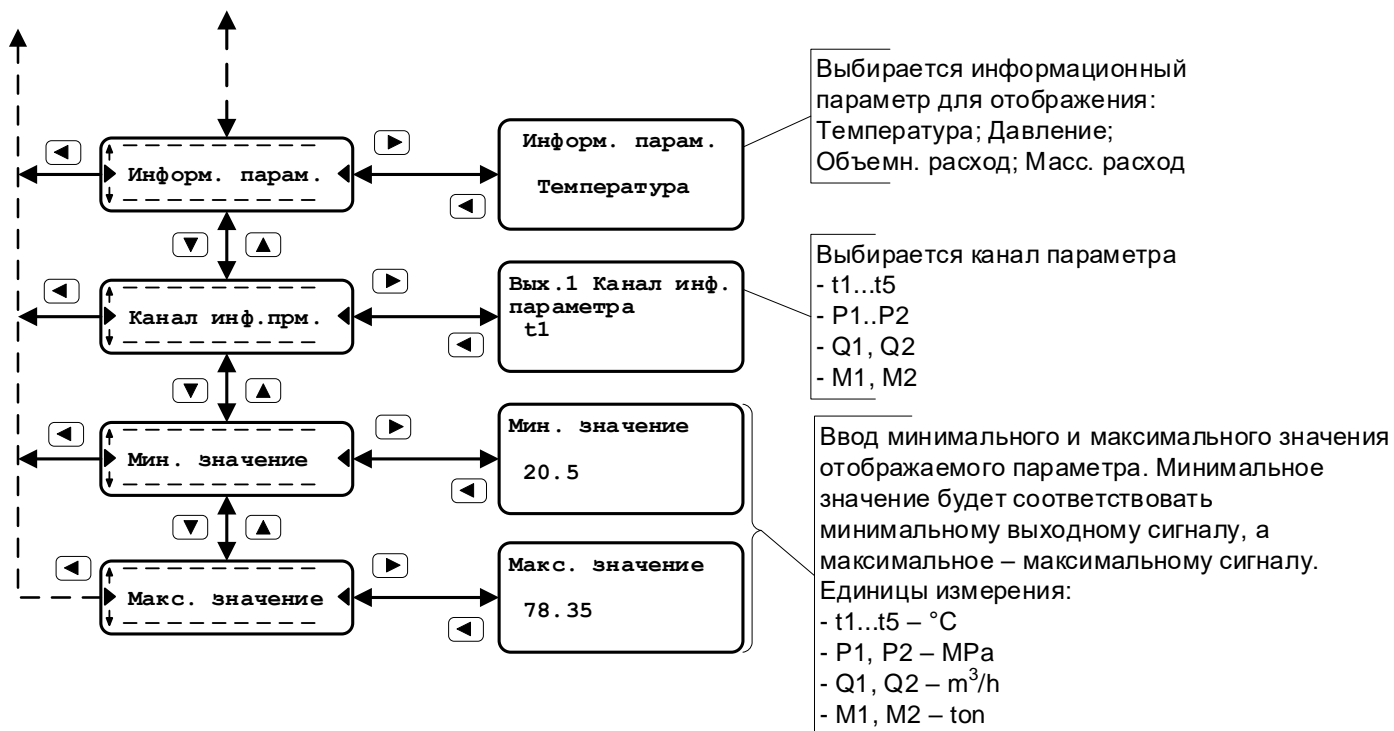 Выбирается информационный
параметр для отображения:
Температура; Давление;
Объемн. расход; Масс. расход
Информ. парам.
Информ. парам.
Температура
Выбирается канал параметра
- t1...t5
- P1..P2
- Q1, Q2
- M1, M2
Канал инф.прм.
Вых.1 Канал инф.
параметра
t1
Мин. значение
Мин. значение
20.5
Ввод минимального и максимального значения
отображаемого параметра. Минимальное
значение будет соответствовать
минимальному выходному сигналу, а
максимальное – максимальному сигналу.
Единицы измерения:
- t1...t5 – °C
- P1, P2 – MPa
- Q1, Q2 – m³/h
- M1, M2 – ton
Макс. значение
Макс. значение
78.35